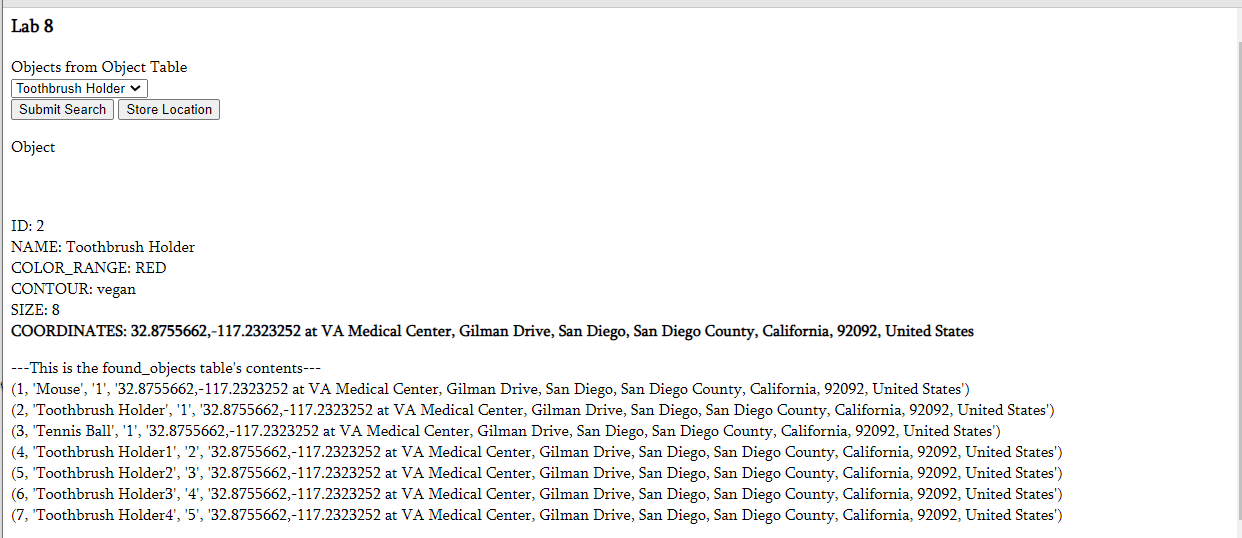 Lab 8
Objects from Object Table
Toothbrush Holder
Submit Search Store Location
Object
ID: 2
NAME: Toothbrush Holder
COLOR_RANGE: RED
CONTOUR: vegan
SIZE: 8
COORDINATES: 32.8755662,-117.2323252 at VA Medical Center, Gilman Drive, San Diego, San Diego County, California, 92092, United States
---This is the found_objects table's contents---
(1, 'Mouse', '1', '32.8755662,-117.2323252 at VA Medical Center, Gilman Drive, San Diego, San Diego County, California, 92092, United States')
(2, 'Toothbrush Holder', '1', '32.8755662,-117.2323252 at VA Medical Center, Gilman Drive, San Diego, San Diego County, California, 92092, United States')
(3, 'Tennis Ball', '1', '32.8755662,-117.2323252 at VA Medical Center, Gilman Drive, San Diego, San Diego County, California, 92092, United States')
(4, 'Toothbrush Holder1', '2', '32.8755662,-117.2323252 at VA Medical Center, Gilman Drive, San Diego, San Diego County, California, 92092, United States')
(5, 'Toothbrush Holder2', '3', '32.8755662,-117.2323252 at VA Medical Center, Gilman Drive, San Diego, San Diego County, California, 92092, United States')
(6, 'Toothbrush Holder3', '4', '32.8755662,-117.2323252 at VA Medical Center, Gilman Drive, San Diego, San Diego County, California, 92092, United States')
(7, 'Toothbrush Holder4', '5', '32.8755662,-117.2323252 at VA Medical Center, Gilman Drive, San Diego, San Diego County, California, 92092, United States')